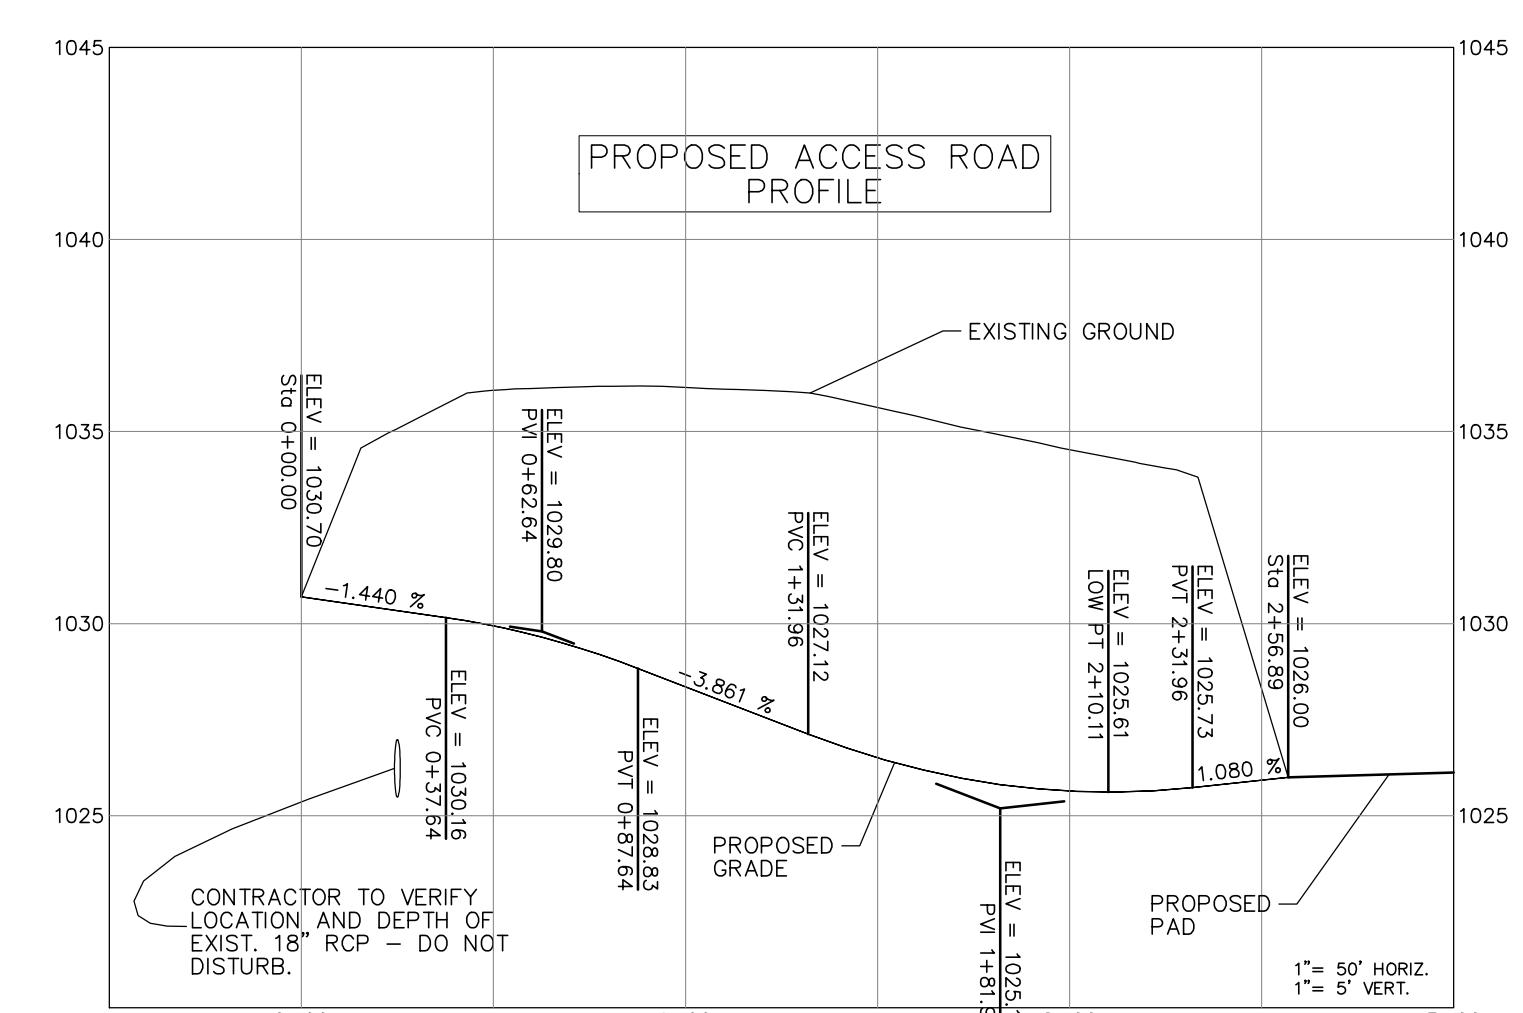 1045
1045
PROPOSED ACCESS ROAD
PROFILE
1040
1040
EXISTING GROUND
1035
1035
ELEV = 1030.70
Sta 0+00.00
ELEV = 1029.80
PVI 0+62.64
ELEV = 1027.12
PVC 1+31.96
ELEV = 1025.61
LOW PT 2+10.11
ELEV = 1025.73
PVT 2+31.96
ELEV = 1026.00
Sta 2+56.89
-1.440 %
1030
1030
-3.861 %
1.080 %
ELEV = 1030.16
PVC 0+37.64
ELEV = 1028.83
PVT 0+87.64
1025
1025
PROPOSED
GRADE
ELEV =
PVI
CONTRACTOR TO VERIFY
LOCATION AND DEPTH OF
EXIST. 18" RCP – DO NOT
DISTURB.
PROPOSED
PAD
1"= 50' HORIZ.
1"= 5' VERT.